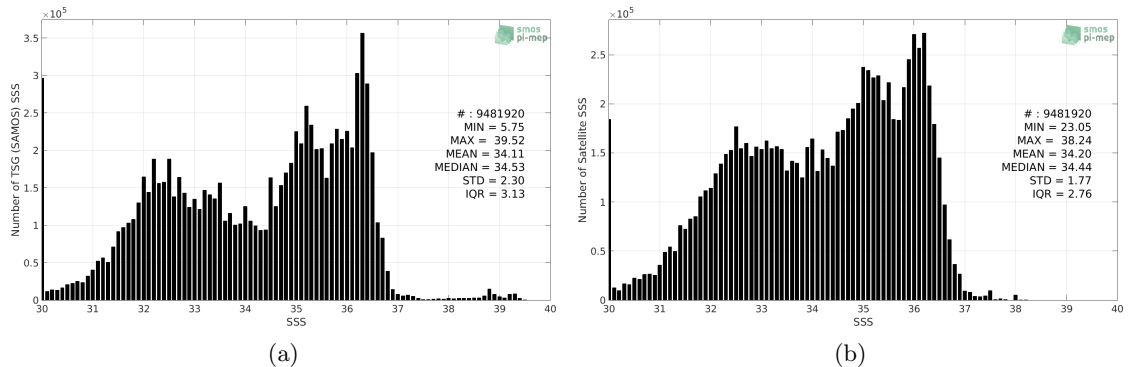 ×10^5
smos
pi-mep
Number of TSG (SAMOS) SSS
3.5
3
2.5
2
1.5
1
0.5
0
# : 9481920
MIN = 5.75
MAX = 39.52
MEAN = 34.11
MEDIAN = 34.53
STD = 2.30
IQR = 3.13
30 31 32 33 34 35 36 37 38 39 40
SSS
(a)
×10^5
smos
pi-mep
Number of Satellite SSS
2.5
2
1.5
1
0.5
0
# : 9481920
MIN = 23.05
MAX = 38.24
MEAN = 34.20
MEDIAN = 34.44
STD = 1.77
IQR = 2.76
30 31 32 33 34 35 36 37 38 39 40
SSS
(b)